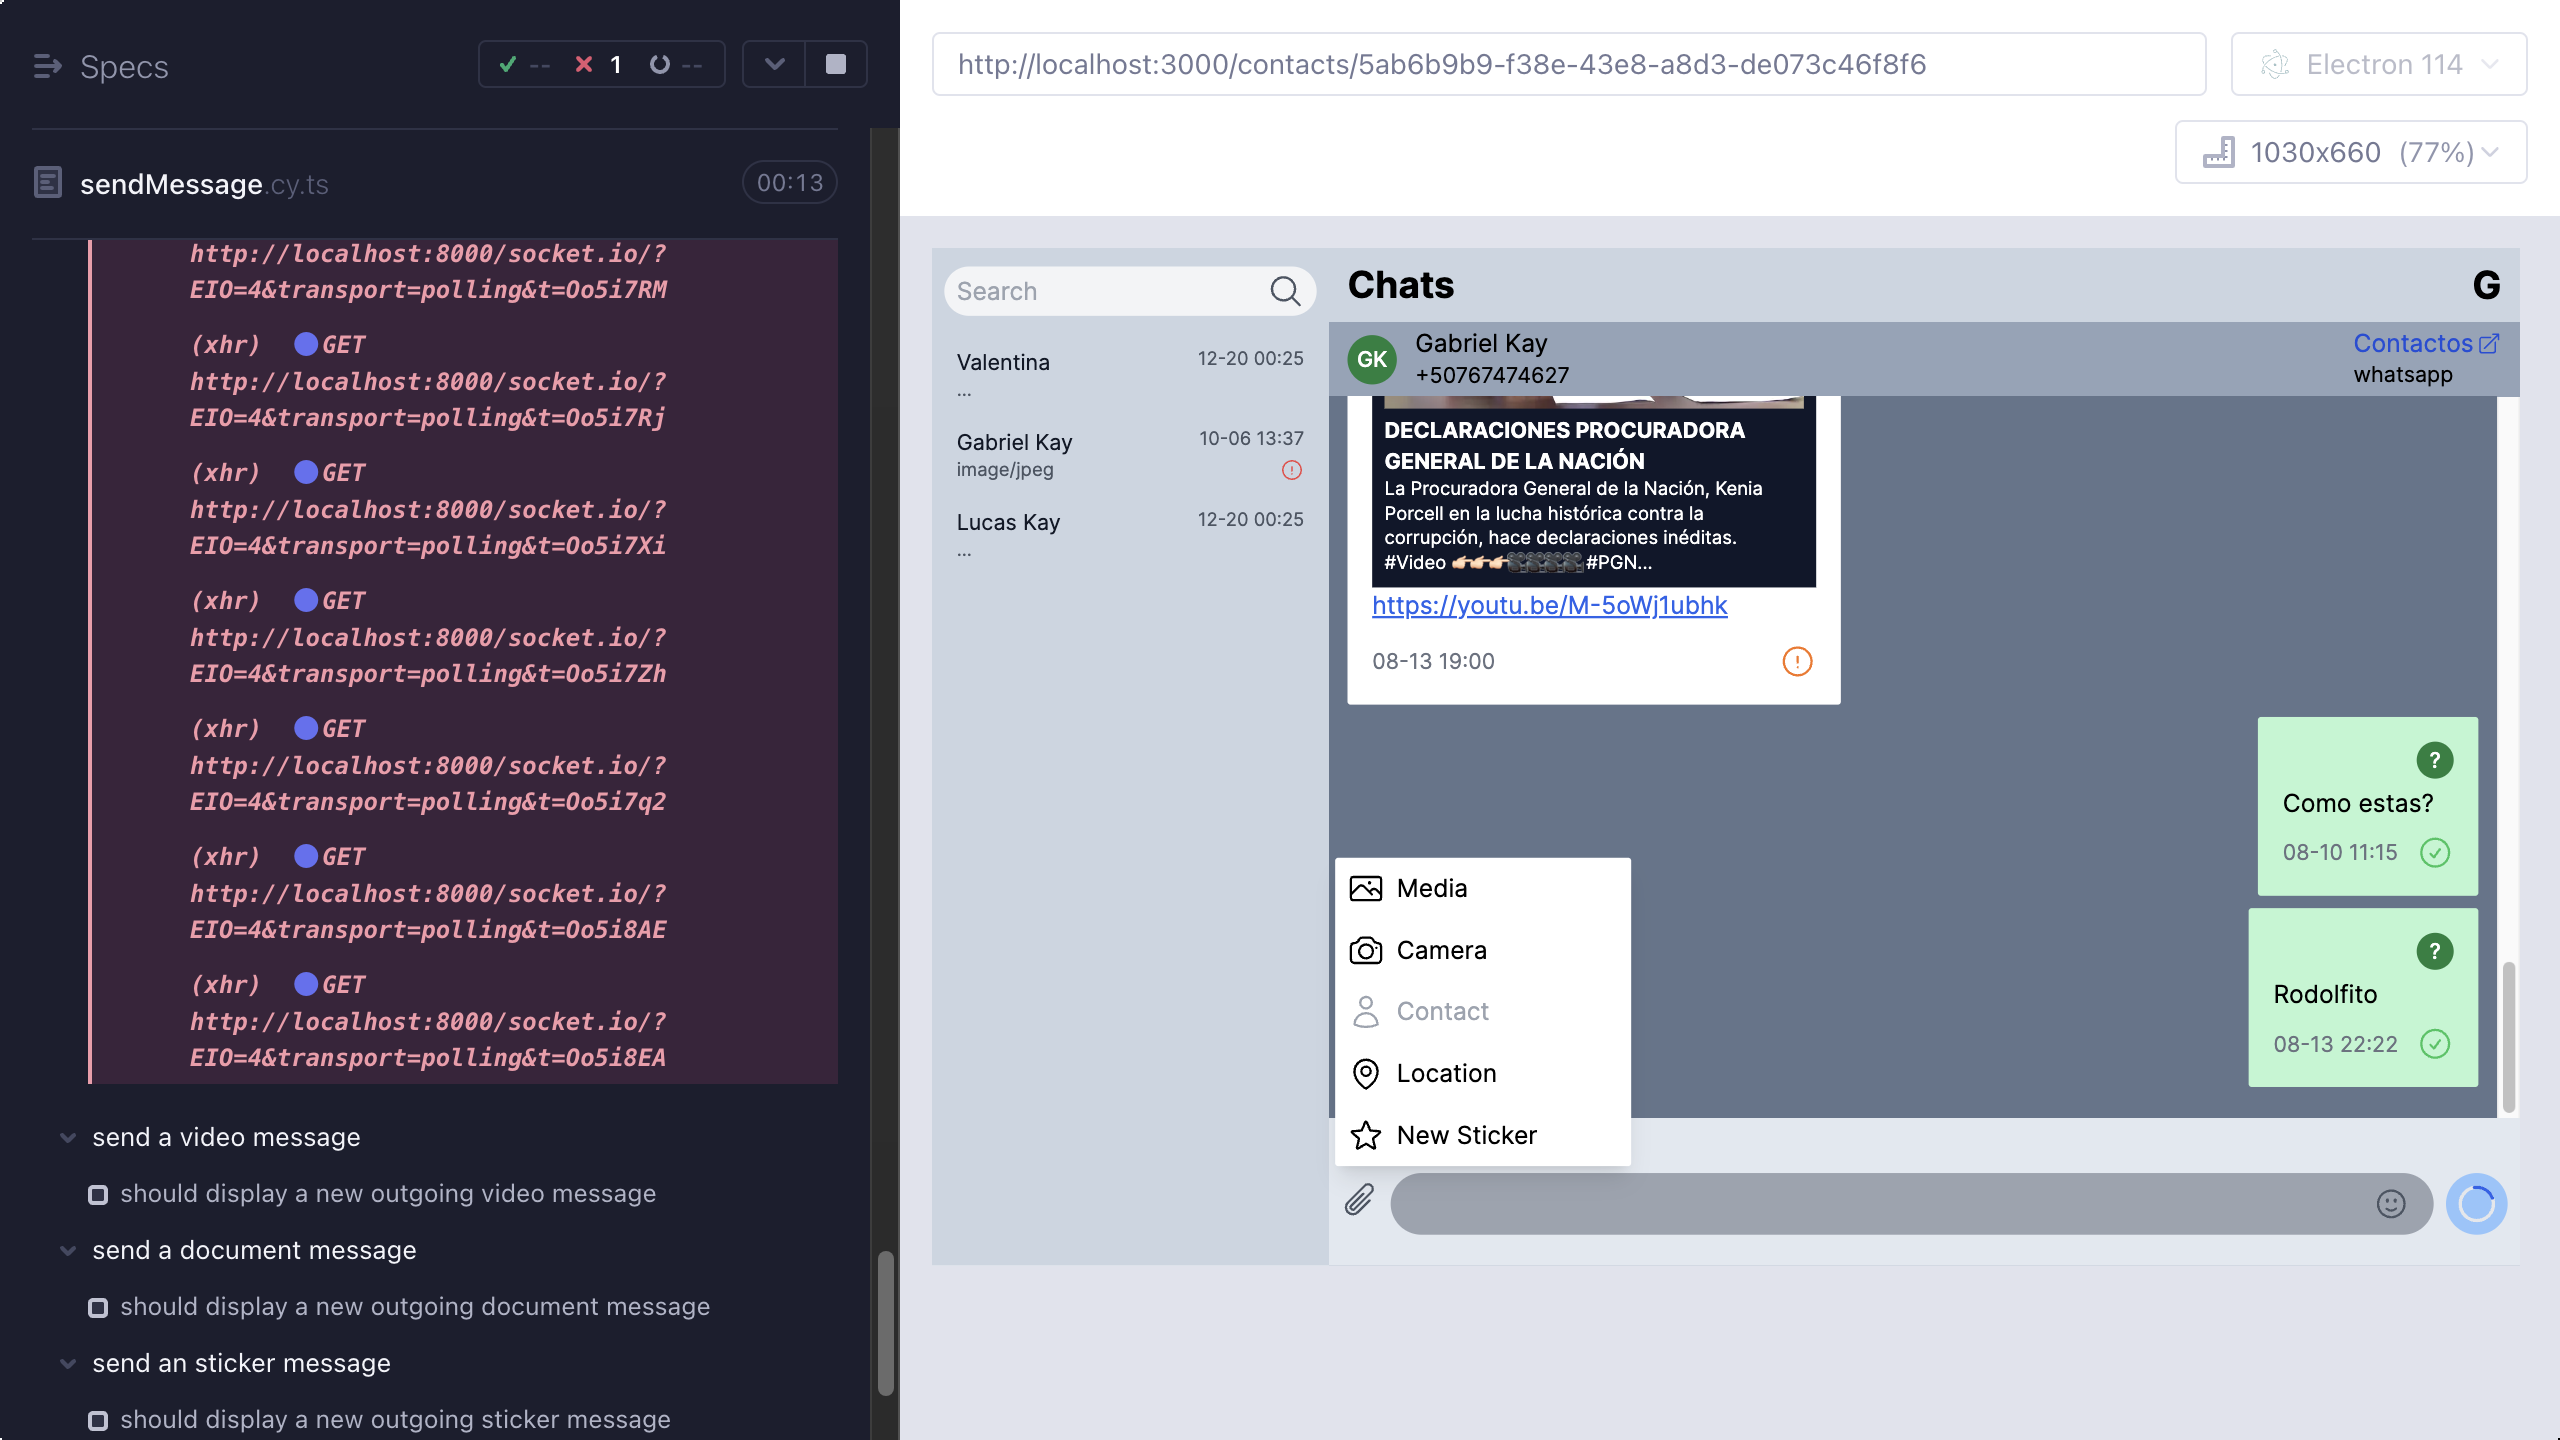 Specs
--
1
--
sendMessage.cy.ts
00:13
http://localhost:8000/socket.io/?
EIO=4&transport=polling&t=Oo5i7RM
(xhr) GET
http://localhost:8000/socket.io/?
EIO=4&transport=polling&t=Oo5i7Rj
(xhr) GET
http://localhost:8000/socket.io/?
EIO=4&transport=polling&t=Oo5i7Xi
(xhr) GET
http://localhost:8000/socket.io/?
EIO=4&transport=polling&t=Oo5i7Zh
(xhr) GET
http://localhost:8000/socket.io/?
EIO=4&transport=polling&t=Oo5i7q2
(xhr) GET
http://localhost:8000/socket.io/?
EIO=4&transport=polling&t=Oo5i8AE
(xhr) GET
http://localhost:8000/socket.io/?
EIO=4&transport=polling&t=Oo5i8EA
send a video message
should display a new outgoing video message
send a document message
should display a new outgoing document message
send an sticker message
should display a new outgoing sticker message
http://localhost:3000/contacts/5ab6b9b9-f38e-43e8-a8d3-de073c46f8f6
Electron 114
1030x660 (77%)
Search
Valentina
12-20 00:25
...
Gabriel Kay
10-06 13:37
image/jpeg
Lucas Kay
12-20 00:25
...
Chats
G
GK
Gabriel Kay
+50767474627
Contactos
whatsapp
DECLARACIONES PROCURADORA
GENERAL DE LA NACIÓN
La Procuradora General de la Nación, Kenia
Porcell en la lucha histórica contra la
corrupción, hace declaraciones inéditas.
#Video 👉🏻👉🏻👉🏻🎥🎥🎥🎥#PGN...
https://youtu.be/M-5oWj1ubhk
08-13 19:00
?
Como estas?
08-10 11:15
?
Rodolfito
08-13 22:22
Media
Camera
Contact
Location
New Sticker